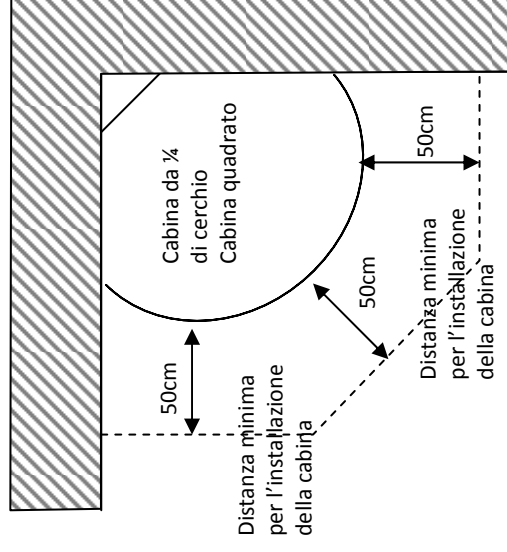 Cabina da ¼
di cerchio
Cabina quadrato
50cm
50cm
50cm
Distanza minima
per l’installazione
della cabina
Distanza minima
per l’installazione
della cabina